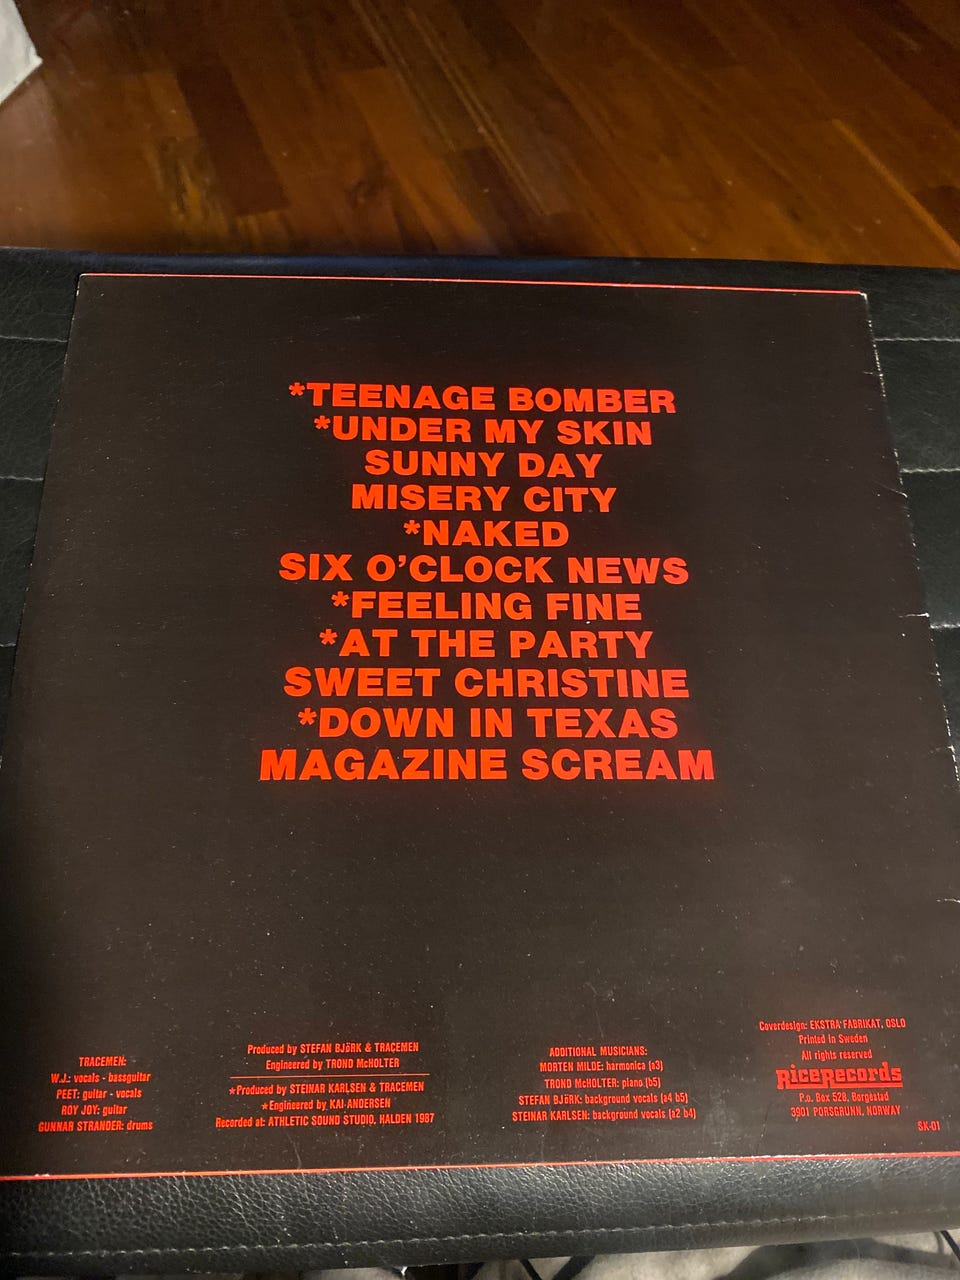 *TEENAGE BOMBER
*UNDER MY SKIN
SUNNY DAY
MISERY CITY
*NAKED
SIX O'CLOCK NEWS
*FEELING FINE
*AT THE PARTY
SWEET CHRISTINE
*DOWN IN TEXAS
MAGAZINE SCREAM
TRACEMEN:
W.J.: vocals - bassguitar
PEET: guitar - vocals
ROY JOY: guitar
GUNNAR STRANDER: drums
Produced by STEFAN BJÖRK & TRACEMEN
Engineered by TROND McHOLTER
*Produced by STEINAR KARLSEN & TRACEMEN
*Engineered by KAI ANDERSEN
Recorded at: ATHLETIC SOUND STUDIO, HALDEN 1987
ADDITIONAL MUSICIANS:
MORTEN MILDE: harmonica (a3)
TROND McHOLTER: piano (b5)
STEFAN BJÖRK: background vocals (a4 b5)
STEINAR KARLSEN: background vocals (a2 b4)
Coverdesign: EKSTRA FABRIKAT, OSLO
Printed in Sweden
All rights reserved
RiceRecords
P.o. Box 528, Borgestad
3901 PORSGRUNN, NORWAY
SK-01